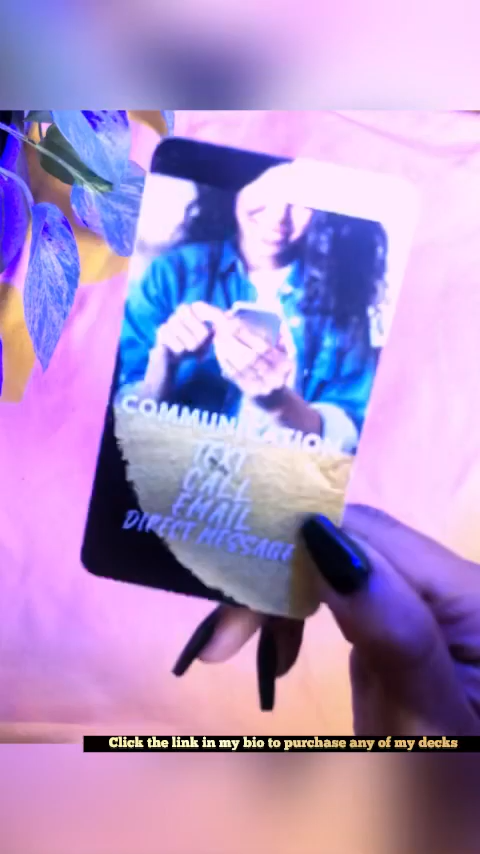 COMMUNICATION
TEXT
CALL
EMAIL
DIRECT MESSAGE
Click the link in my bio to purchase any of my decks